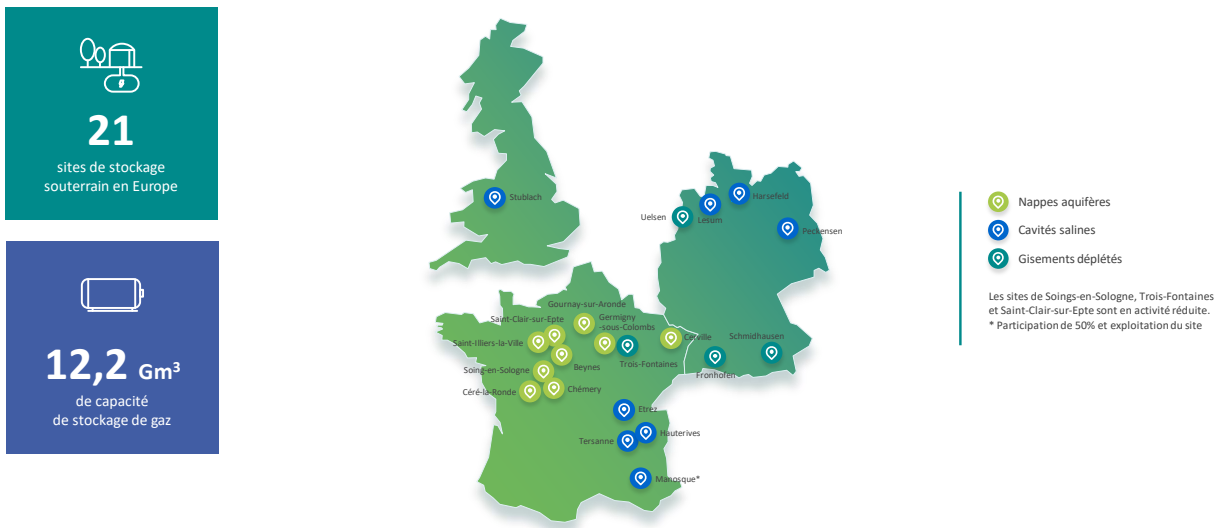 21
sites de stockage
souterrain en Europe
12,2 Gm³
de capacité
de stockage de gaz
Stublach
Harsefeld
Uelsen
Lesum
Peckensen
Gournay-sur-Aronde
Saint-Clair-sur-Epte
Germigny
-sous-Colombs
Saint-Illiers-la-Ville
Cerville
Schmidhausen
Beynes
Trois-Fontaines
Fronhofen
Soing-en-Sologne
Céré-la-Ronde
Chémery
Etrez
Hauterives
Tersanne
Manosque*
Nappes aquifères
Cavités salines
Gisements déplétés
Les sites de Soings-en-Sologne, Trois-Fontaines
et Saint-Clair-sur-Epte sont en activité réduite.
* Participation de 50% et exploitation du site